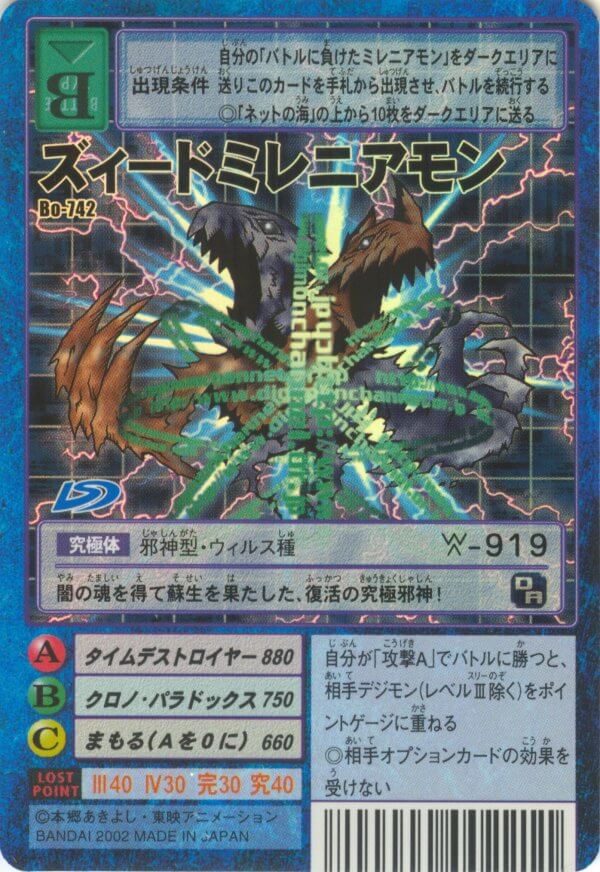 自分の「バトルに負けたミレニアモン」をダークエリアに
出現条件 送りこのカードを手札から出現させ、バトルを続行する
◎「ネットの海」の上から10枚をダークエリアに送る
B
ズィードミレニアモン
Bo-742
究極体 邪神型・ウィルス種 -919
闇の魂を得て蘇生を果たした、復活の究極邪神!
D
A
A タイムデストロイヤー 880
B クロノ・パラドックス 750
C まもる(Aを0に) 660
LOST
POINT Ⅲ40 Ⅳ30 完30 究40
自分が「攻撃A」でバトルに勝つと、
相手デジモン(レベルⅢ除く)をポイ
ントゲージに重ねる
◎相手オプションカードの効果を
受けない
©本郷あきよし・東映アニメーション
BANDAI 2002 MADE IN JAPAN